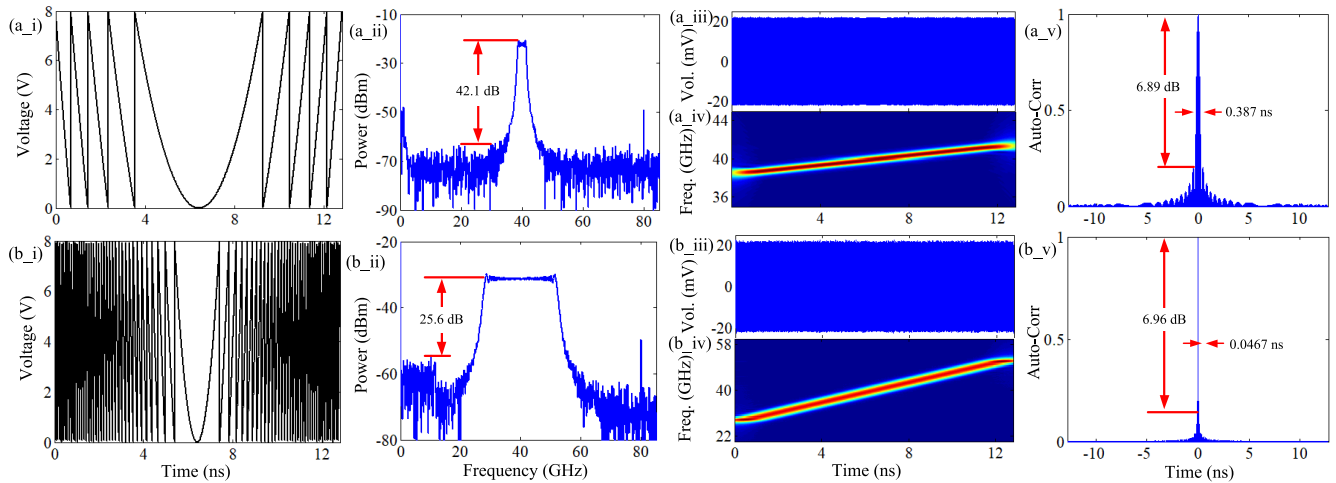 (a_i)
Voltage (V)
8
6
4
2
0
0 4 8 12
(a_ii)
Power (dBm)
-10
-30
-50
-70
-90
42.1 dB
0 20 40 60 80
(a_iii)
Vol. (mV)
20
0
-20
(a_iv)
Freq. (GHz)
44
40
36
4 8 12
(a_v)
Auto-Corr
1
0.5
0
6.89 dB
0.387 ns
-10 -5 0 5 10
(b_i)
Voltage (V)
8
6
4
2
0
0 4 8 12
Time (ns)
(b_ii)
Power (dBm)
-20
-40
-60
-80
25.6 dB
0 20 40 60 80
Frequency (GHz)
(b_iii)
Vol. (mV)
20
0
-20
(b_iv)
Freq. (GHz)
58
40
22
0 4 8 12
Time (ns)
(b_v)
Auto-Corr
1
0.5
0
6.96 dB
0.0467 ns
-10 -5 0 5 10
Time (ns)